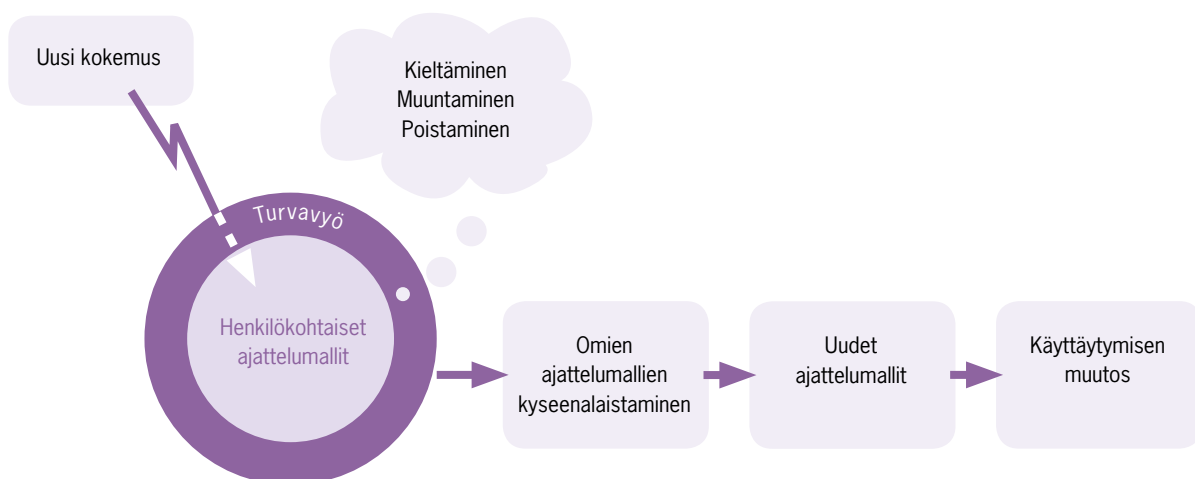 Uusi kokemus
Kieltäminen
Muuntaminen
Poistaminen
Turvavyö
Henkilökohtaiset
ajattelumallit
Omien
ajattelumallien
kyseenalaistaminen
Uudet
ajattelumallit
Käyttäytymisen
muutos